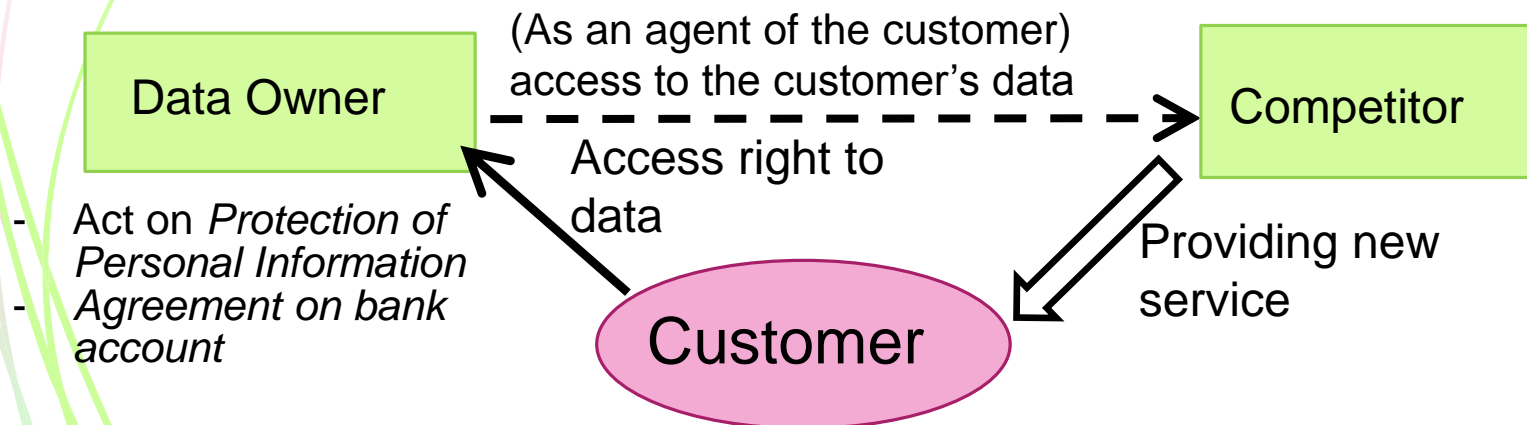 (As an agent of the customer)
access to the customer's data
Data Owner
Competitor
Access right to
data
- Act on Protection of
Personal Information
- Agreement on bank
account
Providing new
service
Customer